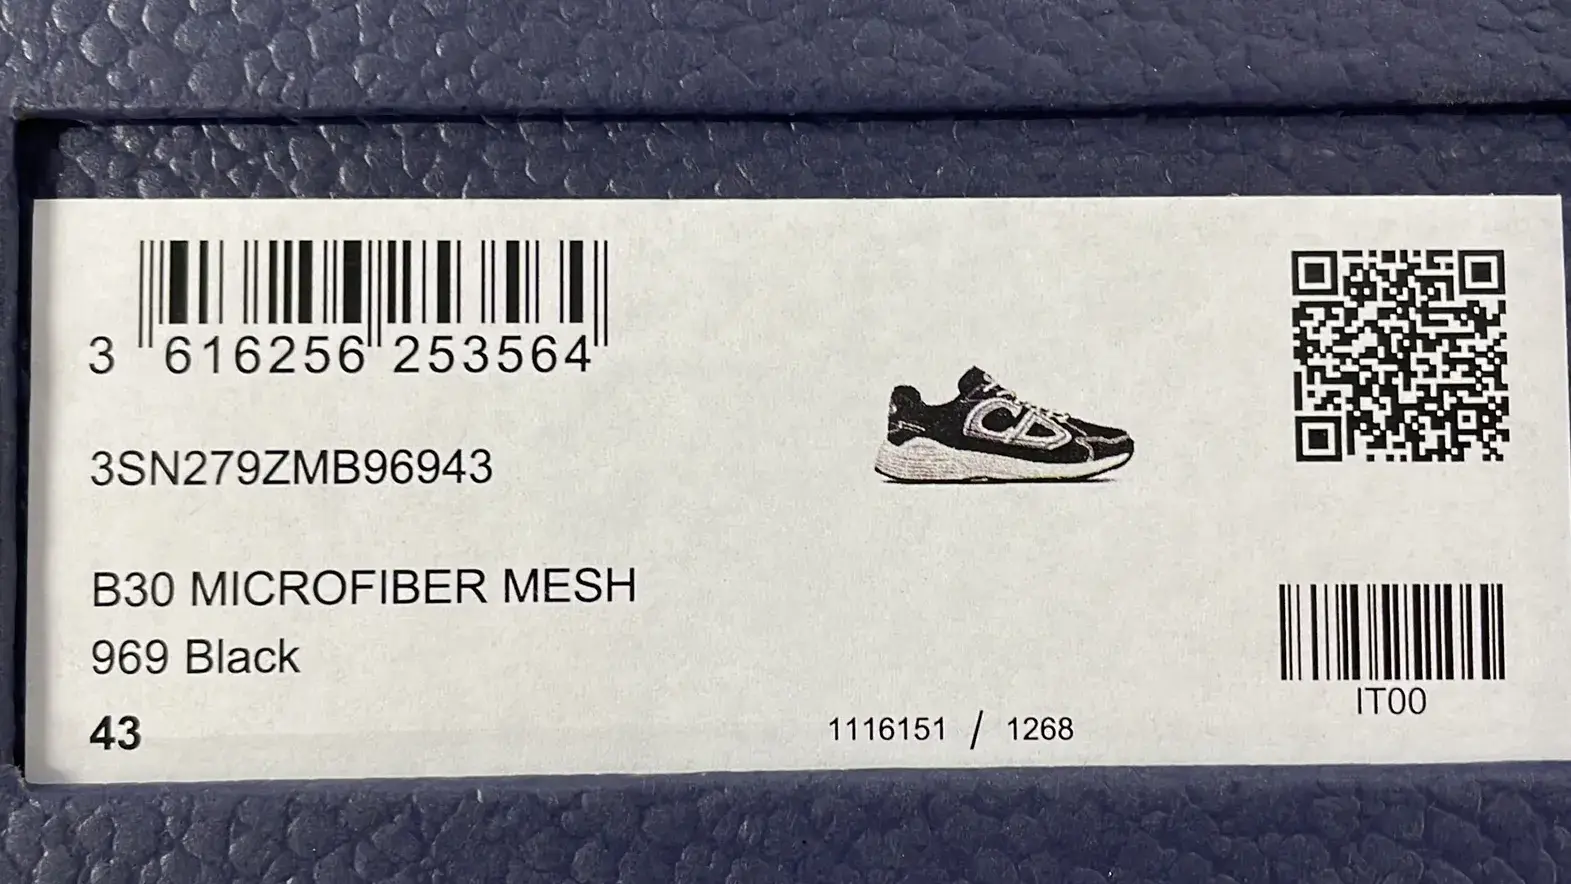 3 616256 253564
3SN279ZMB96943
B30 MICROFIBER MESH
969 Black
43
1116151 / 1268
IT00